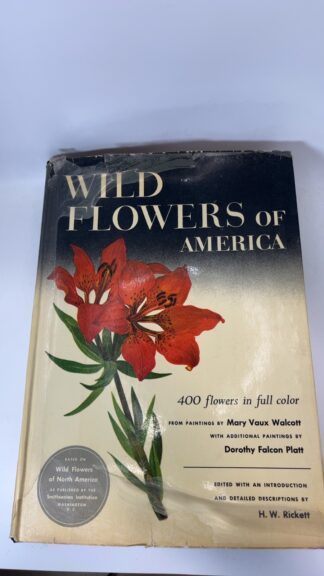 WILD
FLOWERS OF
AMERICA
400 flowers in full color
FROM PAINTINGS BY Mary Vaux Walcott
WITH ADDITIONAL PAINTINGS BY
Dorothy Falcon Platt
EDITED WITH AN INTRODUCTION
AND DETAILED DESCRIPTIONS BY
H. W. Rickett
BASED ON
Wild Flowers
of North America
AS PUBLISHED BY THE
Smithsonian Institution
WASHINGTON
D. C.